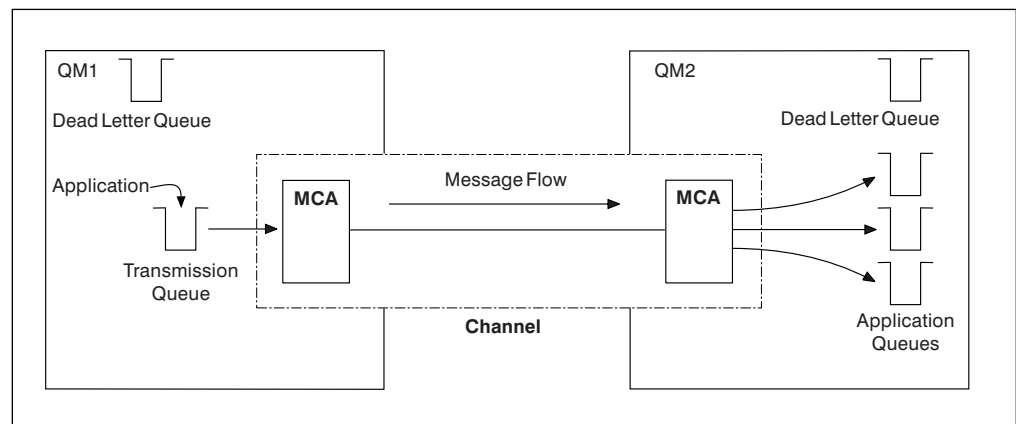 QM1
Dead Letter Queue
Application
Transmission
Queue
MCA
Message Flow
MCA
Channel
QM2
Dead Letter Queue
Application
Queues